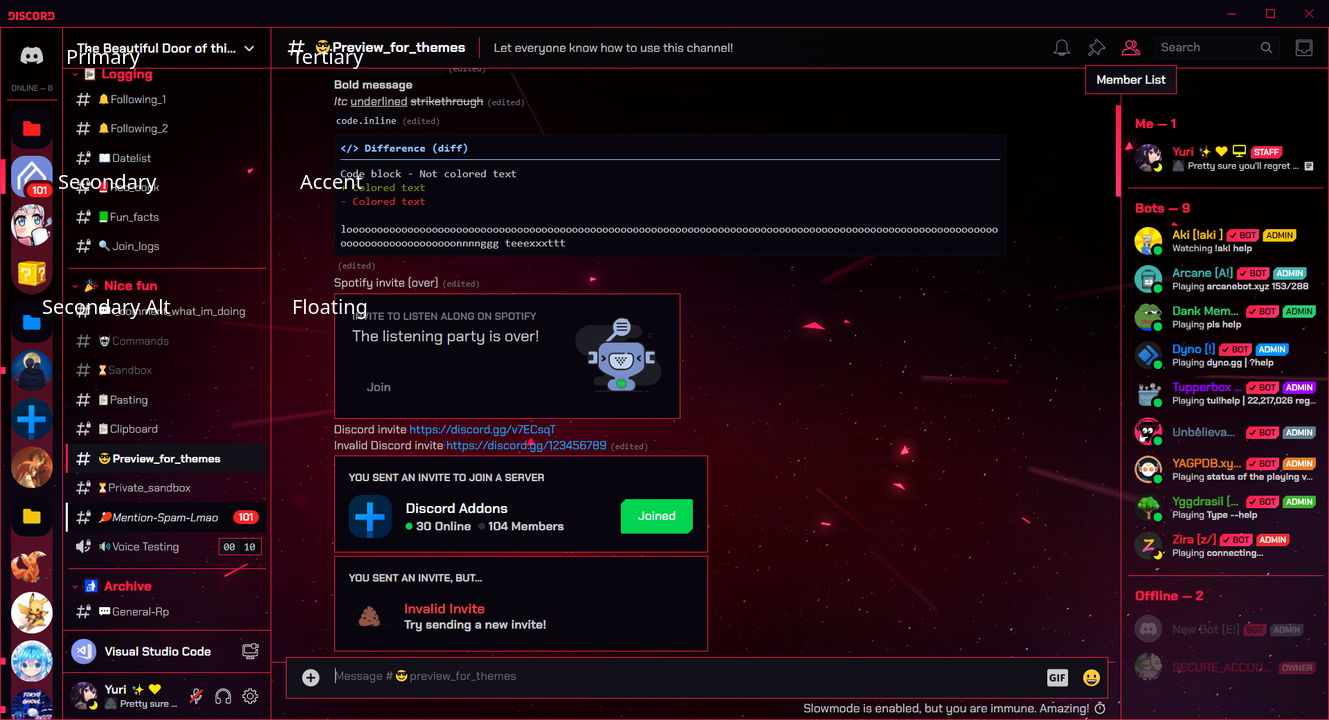 DISCORD
ONLINE — 8
101
The Beautiful Door of thi...
Primary
Logging
Following_1
Following_2
Datelist
Secondary
Fun_facts
Join_logs
Nice fun
Secondary Alt
comment_what_im_doing
Commands
Sandbox
Pasting
Clipboard
Preview_for_themes
Private_sandbox
Mention-Spam-Lmao
101
Voice Testing
00 10
Archive
General-Rp
Visual Studio Code
Yuri
Pretty sure ...
TOKYO
GHOUL
# Preview_for_themes
Let everyone know how to use this channel!
Tertiary
Search
Member List
(edited)
Bold message
Itc underlined strikethrough (edited)
code.inline (edited)
</> Difference (diff)
Code block - Not colored text
Accent
Colored text
- Colored text
(edited)
Spotify invite [over] (edited)
Floating
INVITE TO LISTEN ALONG ON SPOTIFY
The listening party is over!
Join
Discord invite https://discord.gg/v7ECsqT
Invalid Discord invite https://discord.gg/123456789 (edited)
YOU SENT AN INVITE TO JOIN A SERVER
Discord Addons
30 Online 104 Members
Joined
YOU SENT AN INVITE, BUT...
Invalid Invite
Try sending a new invite!
Message # preview_for_themes
GIF
Slowmode is enabled, but you are immune. Amazing!
Me — 1
Yuri STAFF
Pretty sure you'll regret ...
Bots — 9
Aki [!aki ] ✓ BOT ADMIN
Watching !aki help
Arcane [A!] ✓ BOT ADMIN
Playing arcanebot.xyz 153/288
Dank Mem... ✓ BOT ADMIN
Playing pls help
Dyno [!] ✓ BOT ADMIN
Playing dyno.gg | ?help
Tupperbox ... ✓ BOT ADMIN
Playing tul!help | 22,217,026 reg...
Unbelieva... ✓ BOT ADMIN
YAGPDB.xy... ✓ BOT ADMIN
Playing status of the playing v...
Yggdrasil [... ✓ BOT ADMIN
Playing Type --help
Zira [z/] ✓ BOT ADMIN
Playing connecting...
Offline — 2
New Bot [E!] BOT ADMIN
SECURE_ACCOU... OWNER